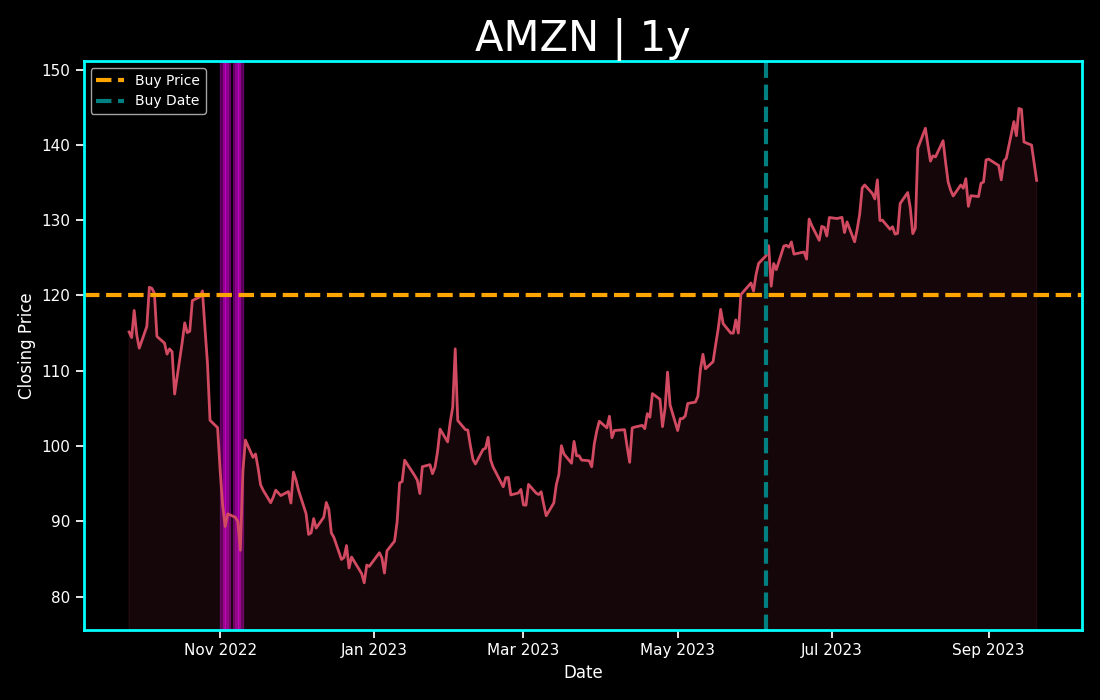 AMZN | 1y
Buy Price
Buy Date
150
140
130
120
110
100
90
80
Closing Price
Nov 2022
Jan 2023
Mar 2023
May 2023
Jul 2023
Sep 2023
Date